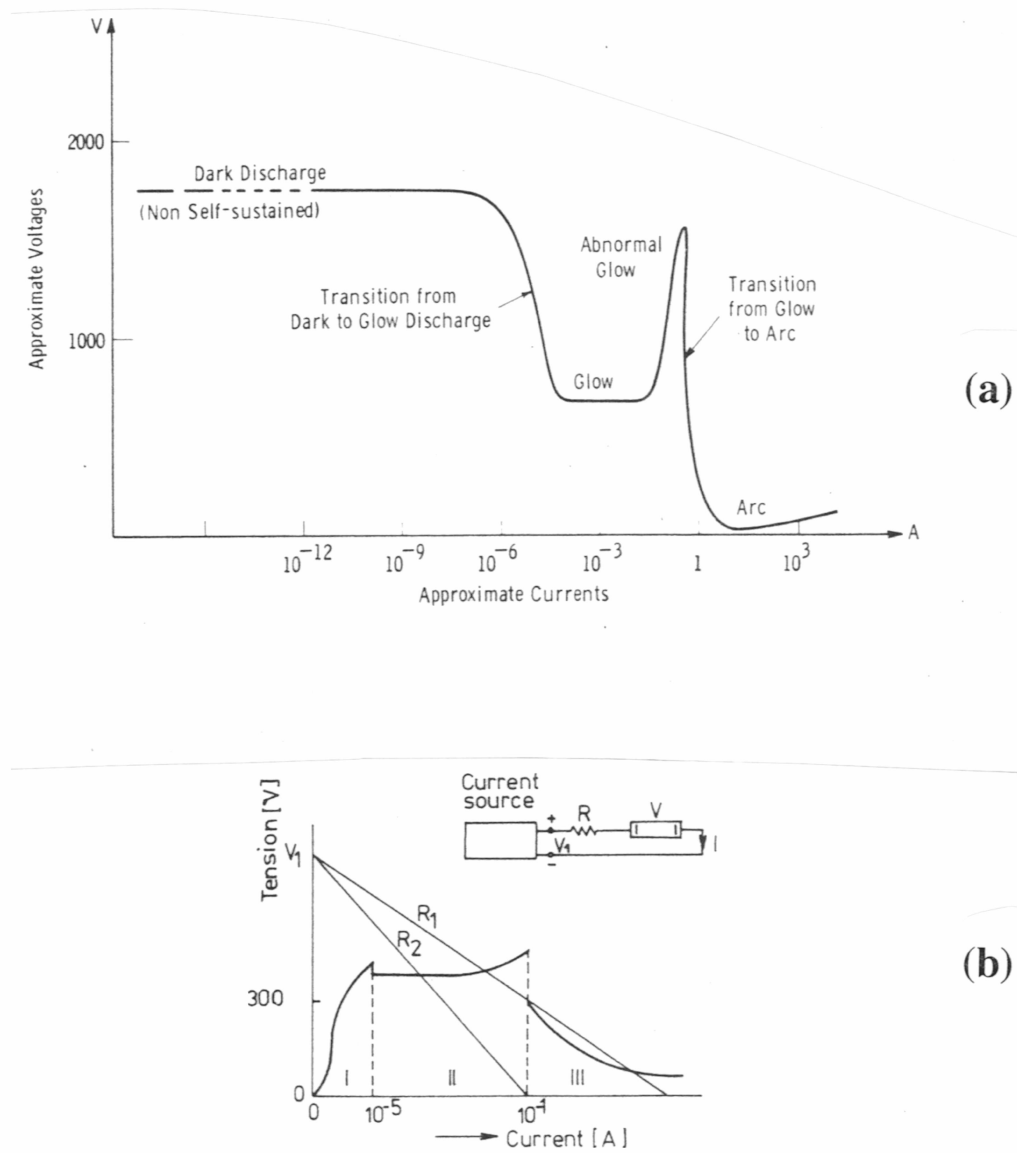 V
2000
Dark Discharge
(Non Self-sustained)
Abnormal
Glow
Transition from
Dark to Glow Discharge
Transition
from Glow
to Arc
Approximate Voltages
1000
Glow
(a)
Arc
A
10⁻¹² 10⁻⁹ 10⁻⁶ 10⁻³ 1 10³
Approximate Currents
Current
source
+ R V
V₁ I
−
Tension [V]
V₁
R₁
R₂
(b)
300
I II III
0
0 10⁻⁵ 10⁻¹
Current [A]